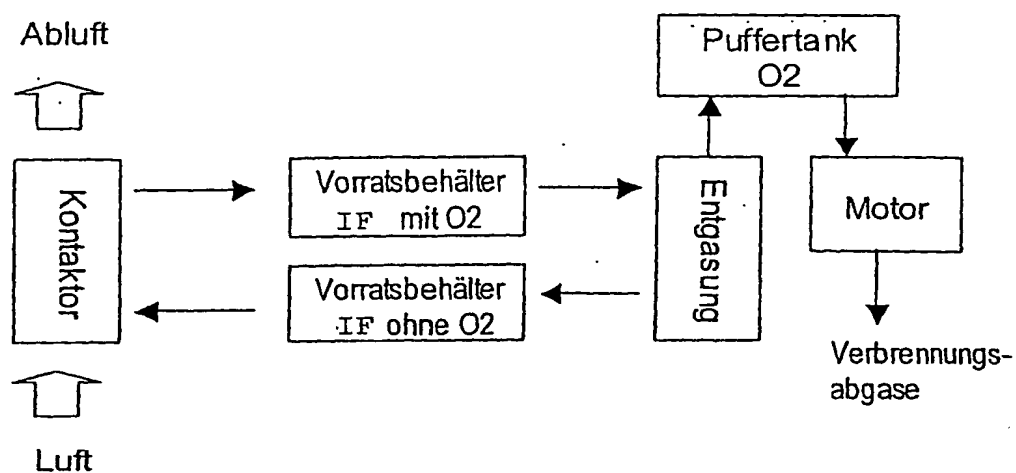 Abluft
Puffertank
O2
Kontaktor
Vorratsbehälter
IF mit O2
Entgasung
Motor
Vorratsbehälter
IF ohne O2
Verbrennungs-
abgase
Luft